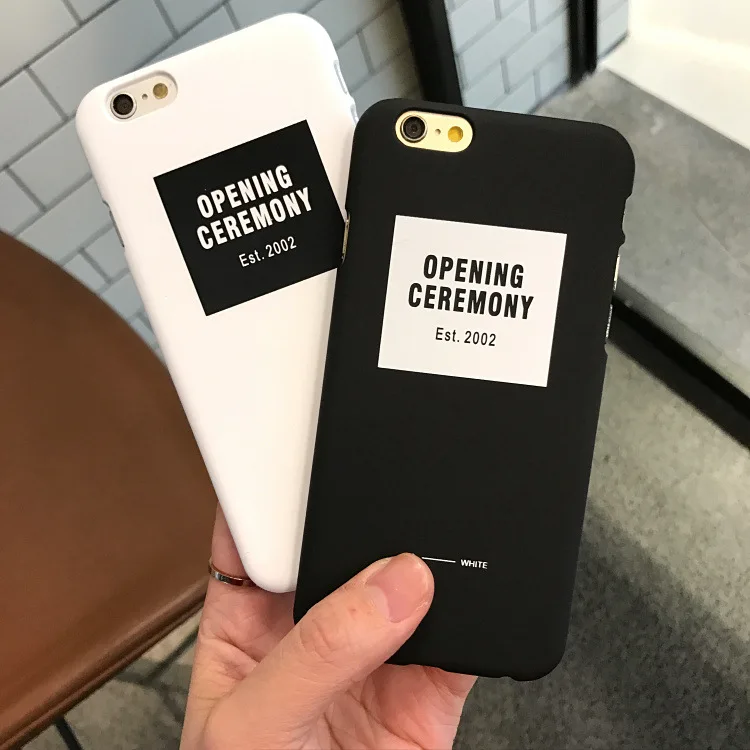 OPENING
CEREMONY
Est. 2002
OPENING
CEREMONY
Est. 2002
WHITE